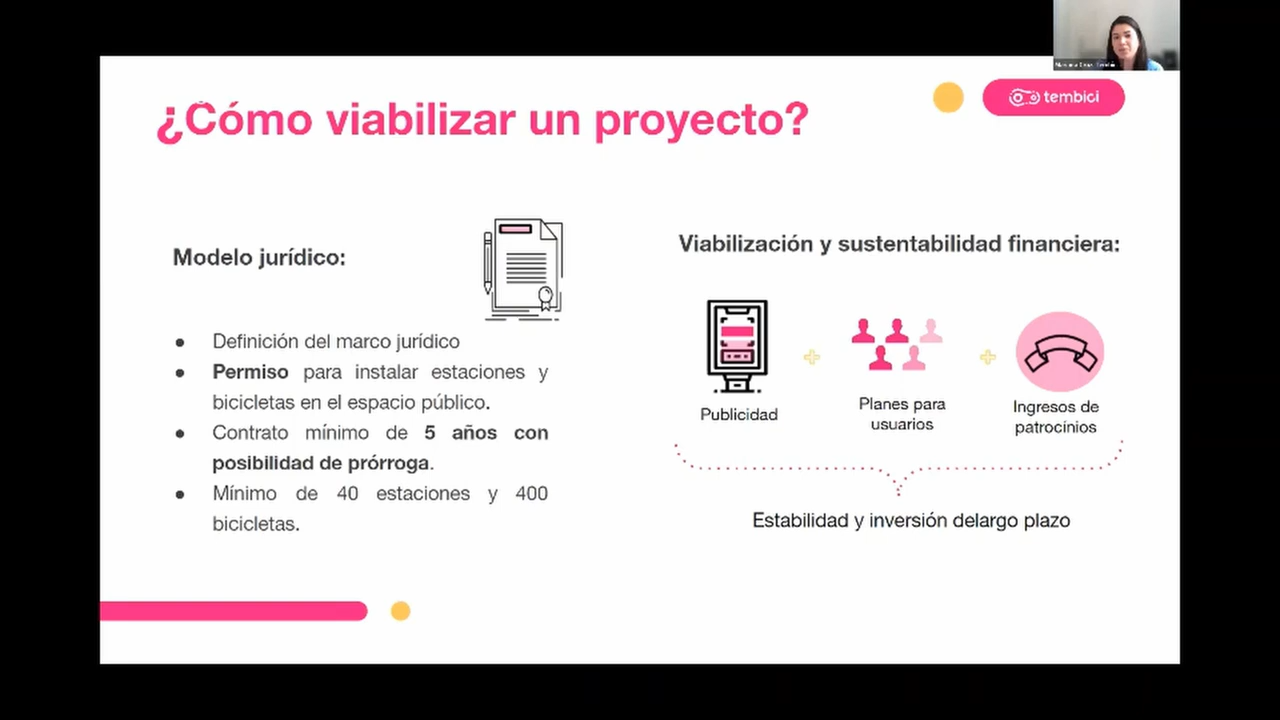 tembici
¿Cómo viabilizar un proyecto?
Modelo jurídico:
Definición del marco jurídico
Permiso para instalar estaciones y
bicicletas en el espacio público.
Contrato mínimo de 5 años con
posibilidad de prórroga.
Mínimo de 40 estaciones y 400
bicicletas.
Viabilización y sustentabilidad financiera:
Publicidad
Planes para
usuarios
Ingresos de
patrocínios
Estabilidad y inversión delargo plazo